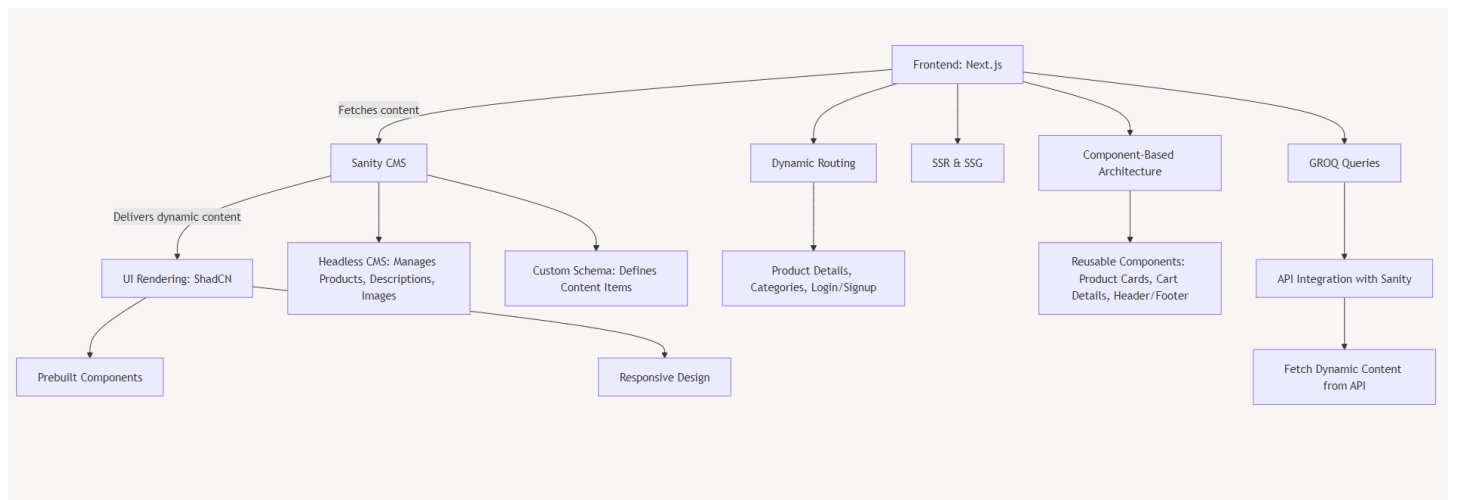 Frontend: Next.js
Fetches content
Sanity CMS
Dynamic Routing
SSR & SSG
Component-Based
Architecture
GROQ Queries
Delivers dynamic content
UI Rendering: ShadCN
Headless CMS: Manages
Products, Descriptions,
Images
Custom Schema: Defines
Content Items
Product Details,
Categories, Login/Signup
Reusable Components:
Product Cards, Cart
Details, Header/Footer
API Integration with Sanity
Prebuilt Components
Responsive Design
Fetch Dynamic Content
from API